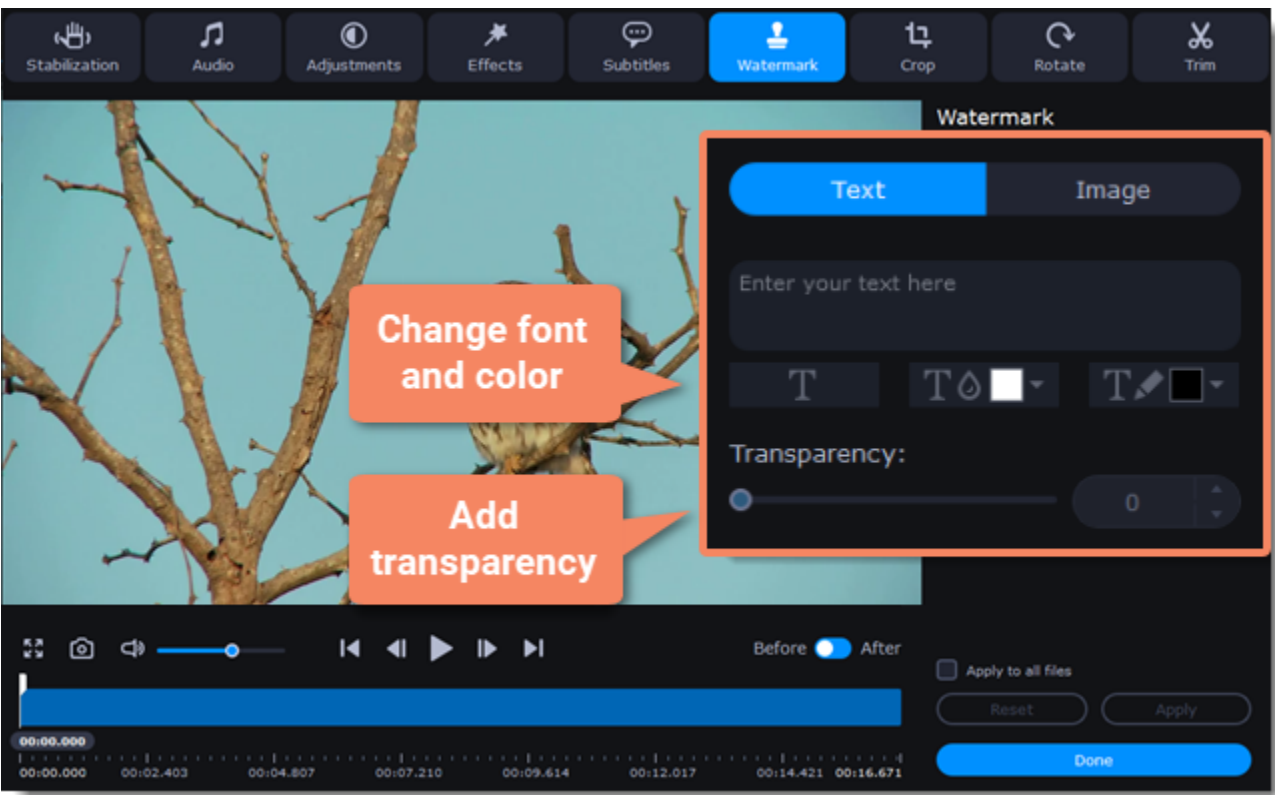 Stabilization
Audio
Adjustments
Effects
Subtitles
Watermark
Crop
Rotate
Trim
Watermark
Text
Image
Enter your text here
Change font
and color
T
T
T
Transparency:
0
Add
transparency
Before
After
Apply to all files
Reset
Apply
00:00.000
00:00.000
00:02.403
00:04.807
00:07.210
00:09.614
00:12.017
00:14.421
00:16.671
Done